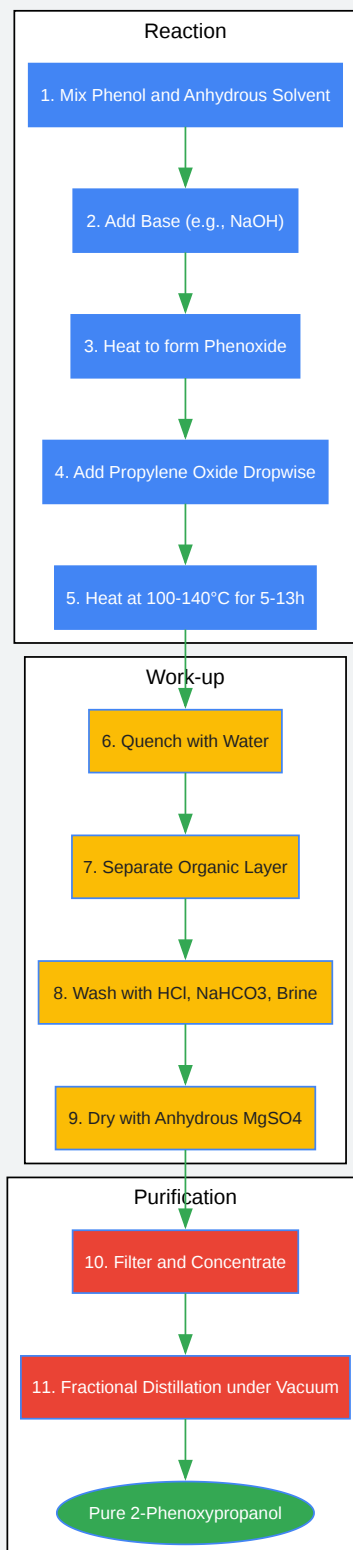 Reaction
1. Mix Phenol and Anhydrous Solvent
2. Add Base (e.g., NaOH)
3. Heat to form Phenoxide
4. Add Propylene Oxide Dropwise
5. Heat at 100-140°C for 5-13h
Work-up
6. Quench with Water
7. Separate Organic Layer
8. Wash with HCl, NaHCO3, Brine
9. Dry with Anhydrous MgSO4
Purification
10. Filter and Concentrate
11. Fractional Distillation under Vacuum
Pure 2-Phenoxypropanol